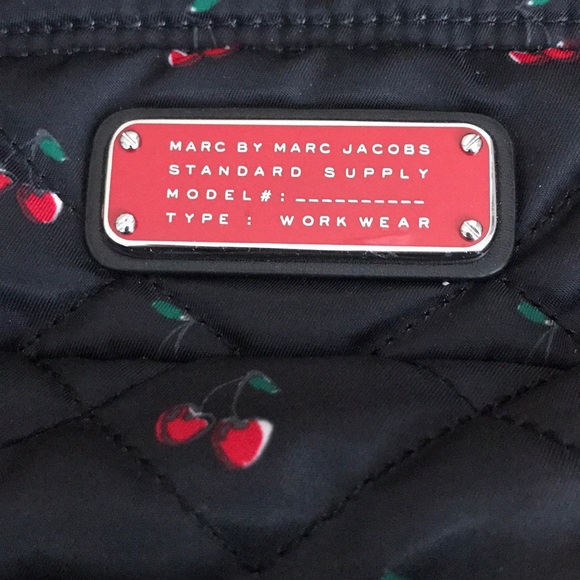 MARC BY MARC JACOBS
STANDARD SUPPLY
MODEL#: __________
TYPE : WORK WEAR